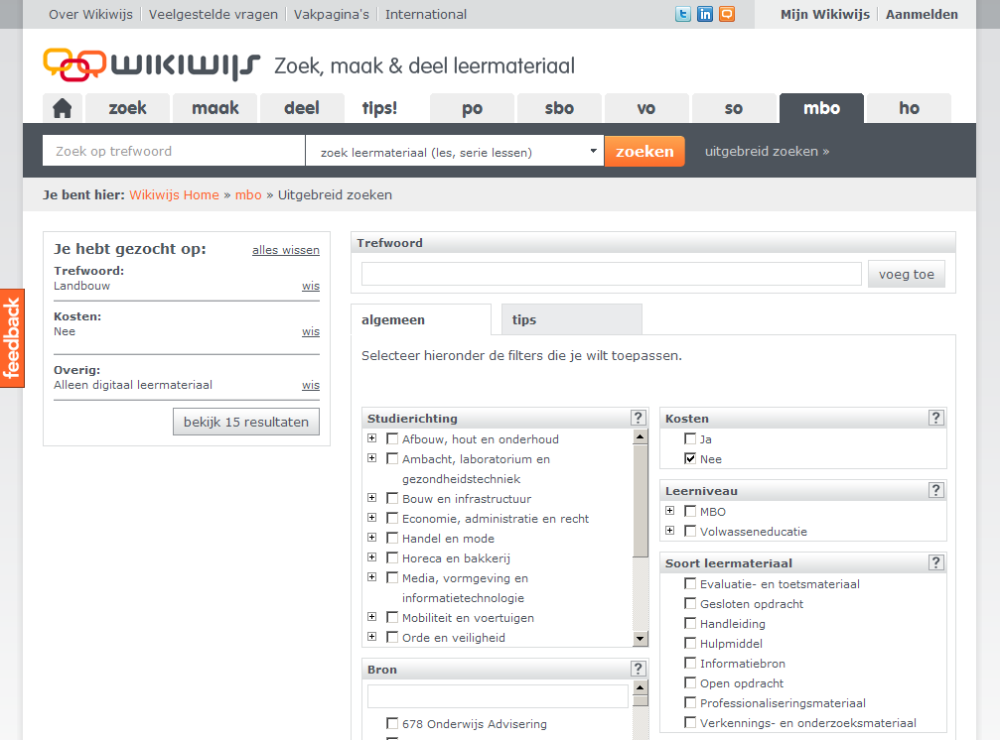 Over Wikiwijs Veelgestelde vragen Vakpagina's International Mijn Wikiwijs Aanmelden
wikiwijs Zoek, maak & deel leermateriaal
zoek maak deel tips! po sbo vo so mbo ho
Zoek op trefwoord zoek leermateriaal (les, serie lessen) zoeken uitgebreid zoeken »
Je bent hier: Wikiwijs Home » mbo » Uitgebreid zoeken
feedback
Je hebt gezocht op: alles wissen
Trefwoord:
Landbouw wis
Kosten:
Nee wis
Overig:
Alleen digitaal leermateriaal wis
bekijk 15 resultaten
Trefwoord
voeg toe
algemeen tips
Selecteer hieronder de filters die je wilt toepassen.
Studierichting ?
Afbouw, hout en onderhoud
Ambacht, laboratorium en
gezondheidstechniek
Bouw en infrastructuur
Economie, administratie en recht
Handel en mode
Horeca en bakkerij
Media, vormgeving en
informatietechnologie
Mobiliteit en voertuigen
Orde en veiligheid
Bron ?
678 Onderwijs Advisering
Kosten ?
Ja
Nee
Leerniveau ?
MBO
Volwasseneducatie
Soort leermateriaal ?
Evaluatie- en toetsmateriaal
Gesloten opdracht
Handleiding
Hulpmiddel
Informatiebron
Open opdracht
Professionaliseringsmateriaal
Verkennings- en onderzoeksmateriaal